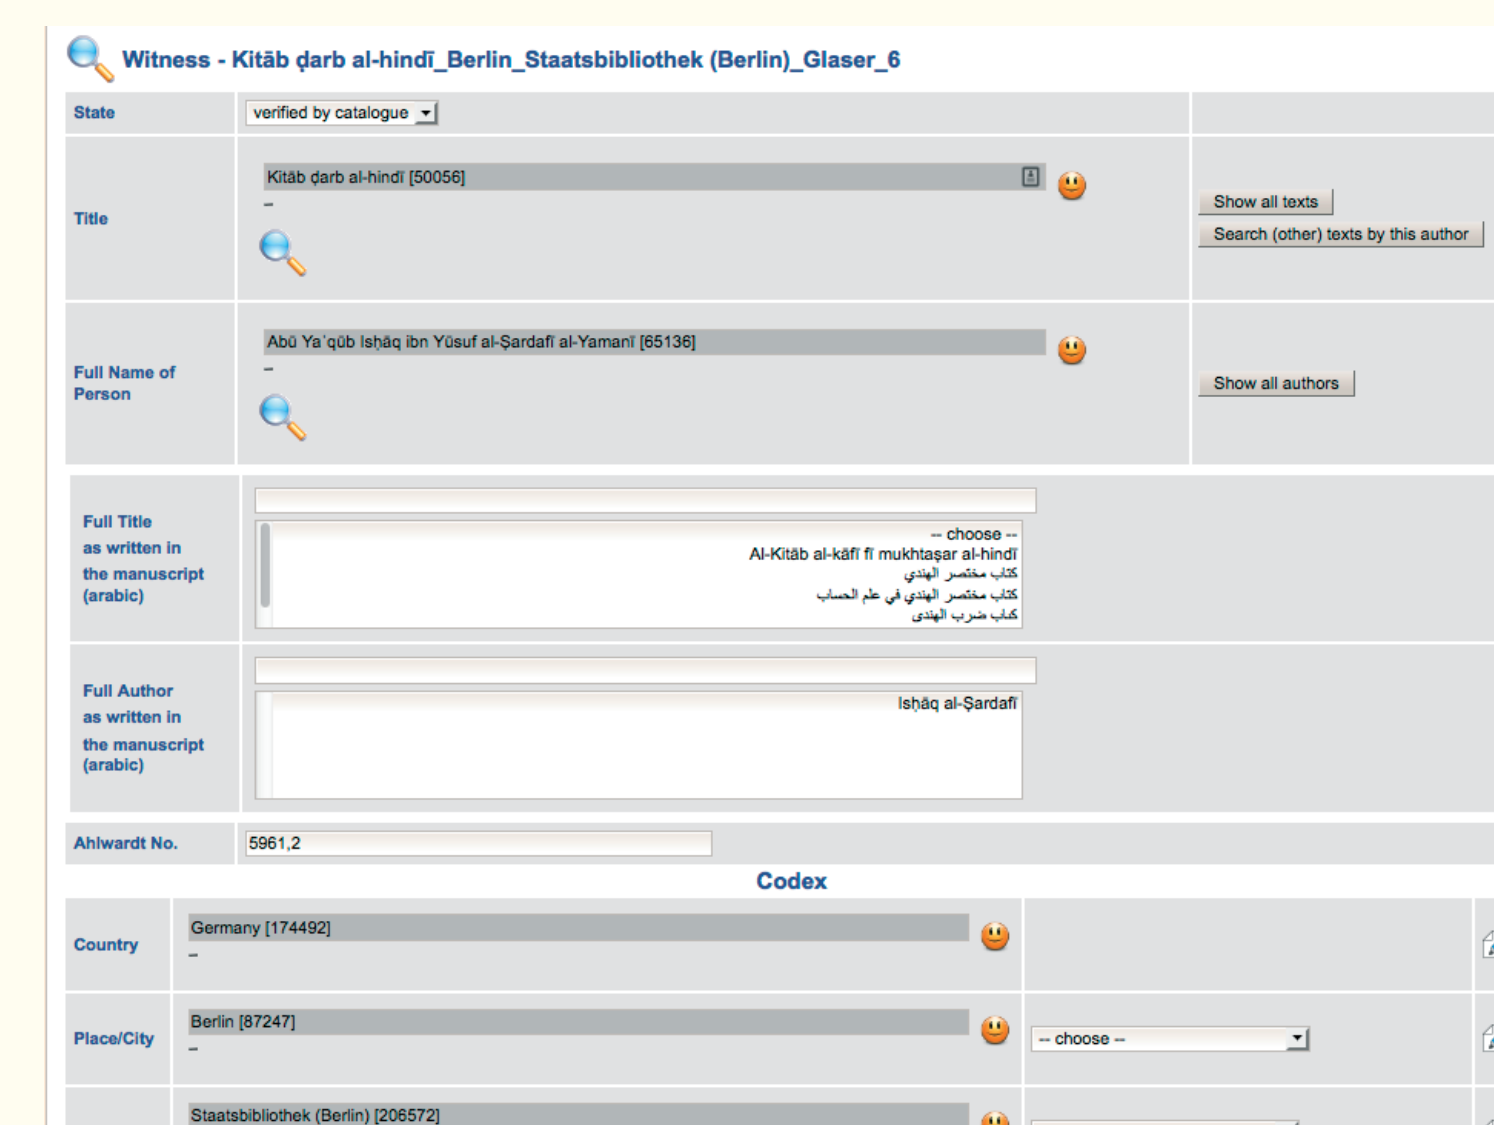 Witness - Kitāb ḍarb al-hindī_Berlin_Staatsbibliothek (Berlin)_Glaser_6
State
verified by catalogue
Title
Kitāb ḍarb al-hindī [50056]
–
Show all texts
Search (other) texts by this author
Full Name of
Person
Abū Yaʿqūb Isḥāq ibn Yūsuf al-Ṣardafī al-Yamanī [65136]
–
Show all authors
Full Title
as written in
the manuscript
(arabic)
-- choose --
Al-Kitāb al-kāfī fī mukhtaṣar al-hindī
كتاب مختصر الهندي
كتاب مختصر الهندي في علم الحساب
كتاب ضرب الهندى
Full Author
as written in
the manuscript
(arabic)
Isḥāq al-Ṣardafī
Ahlwardt No.
5961,2
Codex
Country
Germany [174492]
–
Place/City
Berlin [87247]
–
-- choose --
Staatsbibliothek (Berlin) [206572]